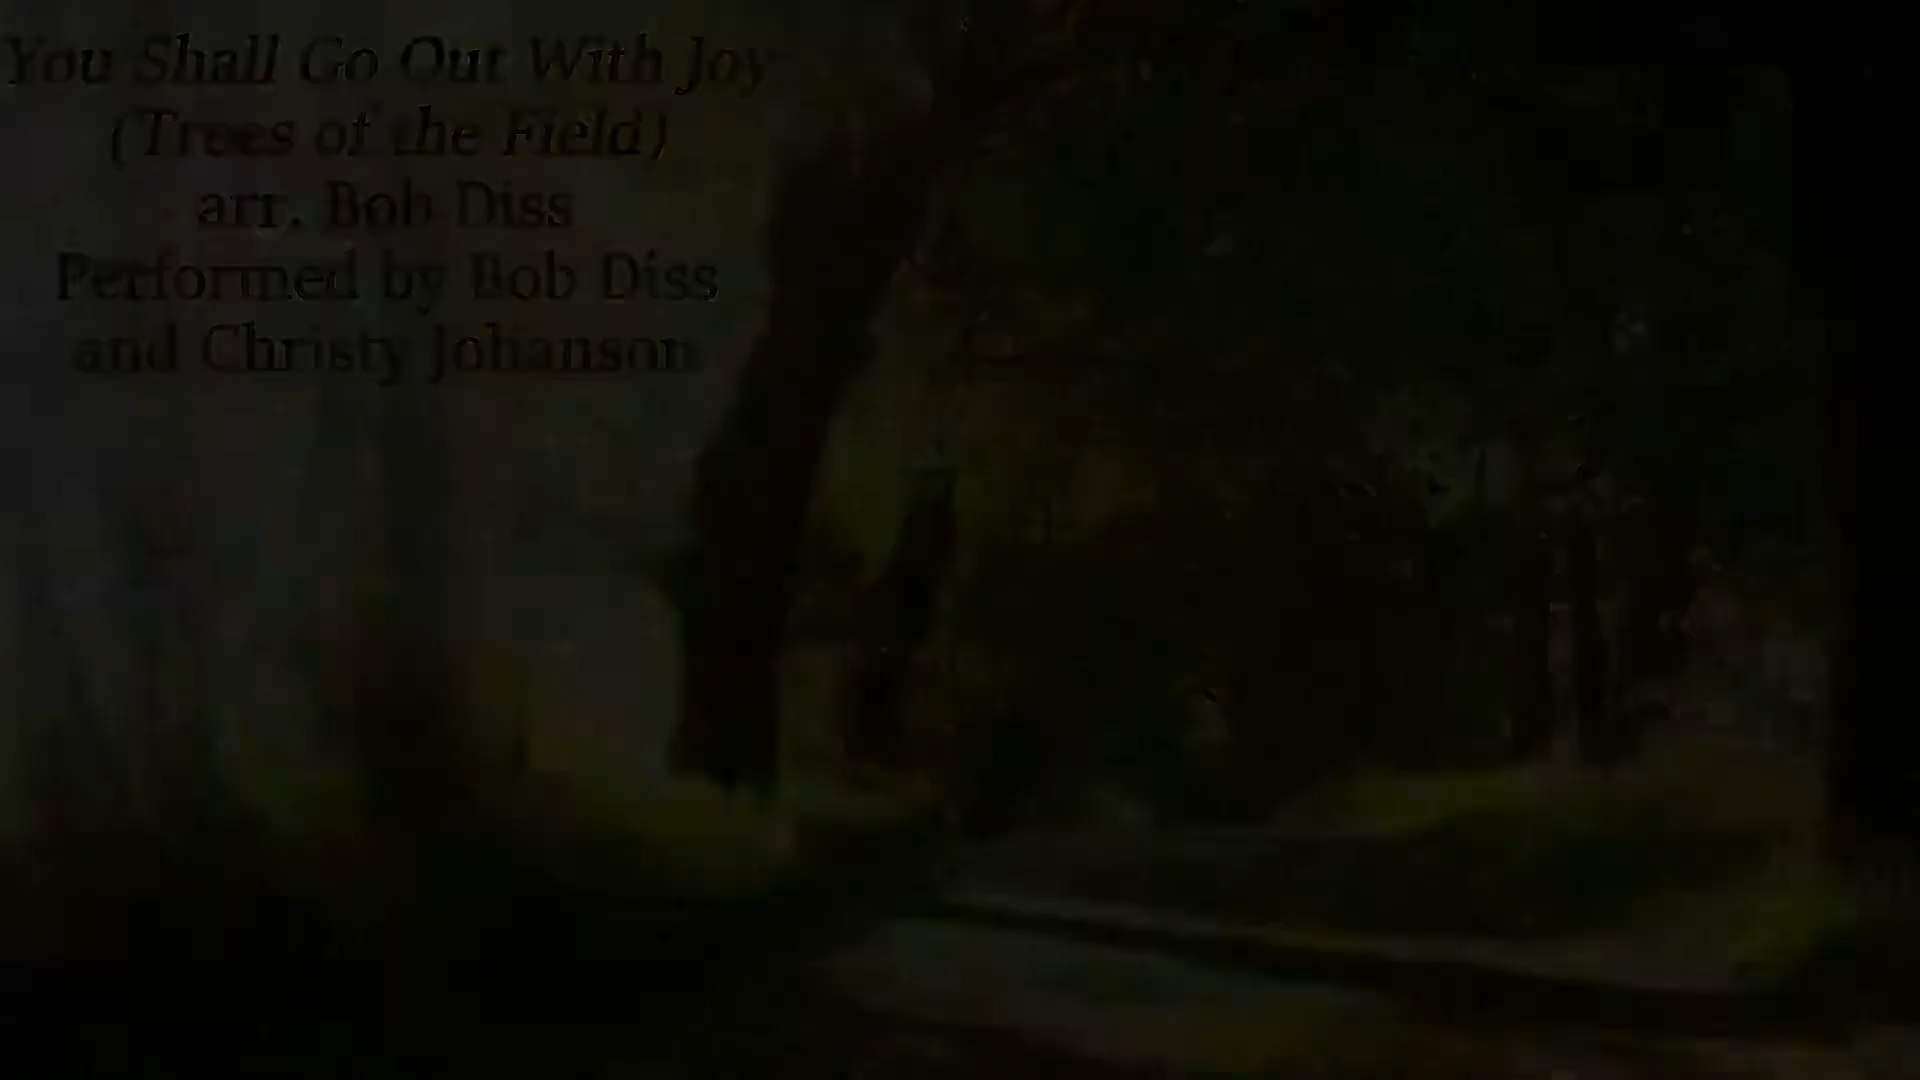 You Shall Go Out With Joy
(Trees of the Field)
arr. Bob Diss
Performed by Bob Diss
and Christy Johanson